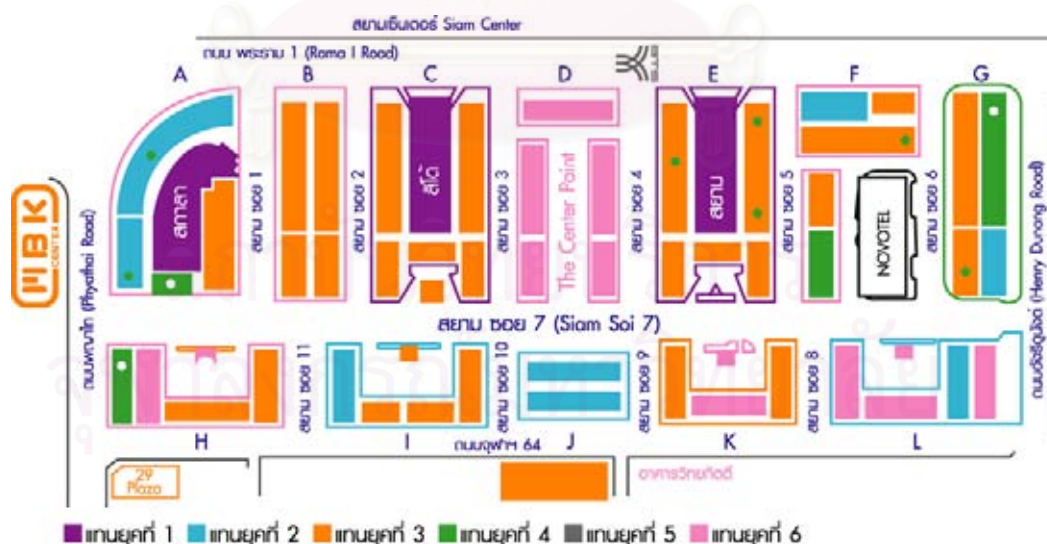 สยามเซ็นเตอร์ Siam Center
ถนน พระราม 1 (Rama I Road)
A
B
C
D
E
F
G
BTS
MBK
CENTER
ถนนพญาไท (Phyathai Road)
สกาลา
สยาม ซอย 1
สยาม ซอย 2
ลิโด้
สยาม ซอย 3
The Center Point
สยาม ซอย 4
สยาม
สยาม ซอย 5
NOVOTEL
สยาม ซอย 6
ถนนอังรีดูนังต์ (Henry Dunang Road)
สยาม ซอย 7 (Siam Soi 7)
สยาม ซอย 11
สยาม ซอย 10
สยาม ซอย 9
สยาม ซอย 8
H
I
J
K
L
ถนนจุฬาฯ 64
29
Plaza
อาคารวิทยกิตติ์
แทนยุคที่ 1
แทนยุคที่ 2
แทนยุคที่ 3
แทนยุคที่ 4
แทนยุคที่ 5
แทนยุคที่ 6